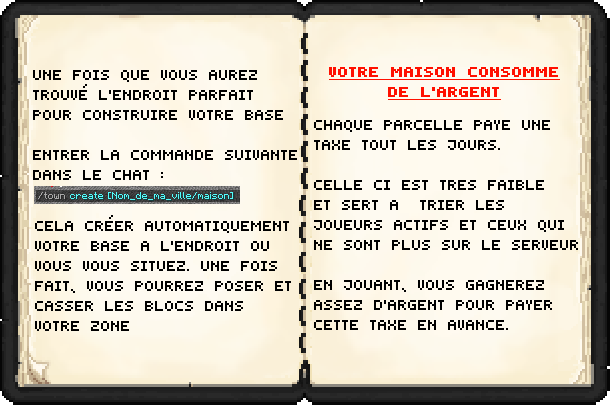 UNE FOIS QUE VOUS AUREZ
TROUVÉ L'ENDROIT PARFAIT
POUR CONSTRUIRE VOTRE BASE
ENTRER LA COMMANDE SUIVANTE
DANS LE CHAT :
/town create [Nom_de_ma_ville/maison]
CELA CRÉER AUTOMATIQUEMENT
VOTRE BASE A L'ENDROIT OU
VOUS VOUS SITUEZ. UNE FOIS
FAIT, VOUS POURREZ POSER ET
CASSER LES BLOCS DANS
VOTRE ZONE
VOTRE MAISON CONSOMME
DE L'ARGENT
CHAQUE PARCELLE PAYE UNE
TAXE TOUT LES JOURS.
CELLE CI EST TRES FAIBLE
ET SERT A TRIER LES
JOUEURS ACTIFS ET CEUX QUI
NE SONT PLUS SUR LE SERVEUR
EN JOUANT, VOUS GAGNEREZ
ASSEZ D'ARGENT POUR PAYER
CETTE TAXE EN AVANCE.